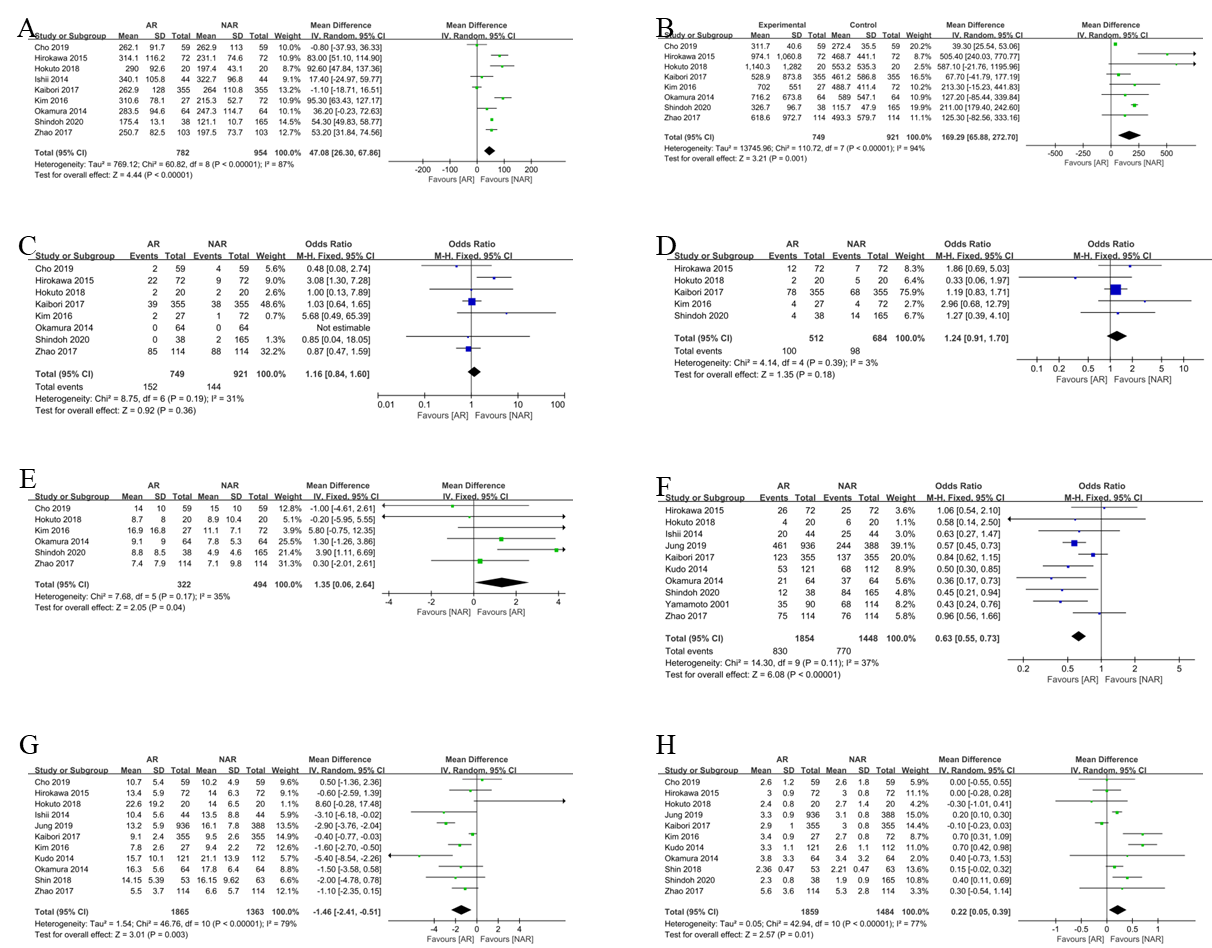 A
AR NAR Mean Difference Mean Difference
Study or Subgroup Mean SD Total Mean SD Total Weight IV. Random. 95% CI IV. Random. 95% CI
Cho 2019 262.1 91.7 59 262.9 113 59 10.0% -0.80 [-37.93, 36.33]
Hirokawa 2015 314.1 116.2 72 231.1 74.6 72 11.0% 83.00 [51.10, 114.90]
Hokuto 2018 290 92.6 20 197.4 43.1 20 8.4% 92.60 [47.84, 137.36]
Ishii 2014 340.1 105.8 44 322.7 96.8 44 9.0% 17.40 [-24.97, 59.77]
Kaibori 2017 262.9 128 355 264 110.8 355 13.2% -1.10 [-18.71, 16.51]
Kim 2016 310.6 78.1 27 215.3 52.7 72 11.0% 95.30 [63.43, 127.17]
Okamura 2014 283.5 94.6 64 247.3 114.7 64 10.3% 36.20 [-0.23, 72.63]
Shindoh 2020 175.4 13.1 38 121.1 10.7 165 14.5% 54.30 [49.83, 58.77]
Zhao 2017 250.7 82.5 103 197.5 73.7 103 12.7% 53.20 [31.84, 74.56]
Total (95% CI) 782 954 100.0% 47.08 [26.30, 67.86]
Heterogeneity: Tau² = 769.12; Chi² = 60.82, df = 8 (P < 0.00001); I² = 87%
Test for overall effect: Z = 4.44 (P < 0.00001)
-200 -100 0 100 200
Favours [AR] Favours [NAR]
B
Experimental Control Mean Difference Mean Difference
Study or Subgroup Mean SD Total Mean SD Total Weight IV. Random. 95% CI IV. Random. 95% CI
Cho 2019 311.7 40.6 59 272.4 35.5 59 20.2% 39.30 [25.54, 53.06]
Hirokawa 2015 974.1 1,060.8 72 468.7 441.1 72 9.0% 505.40 [240.03, 770.77]
Hokuto 2018 1,140.3 1,282 20 553.2 535.3 20 2.6% 587.10 [-21.76, 1195.96]
Kaibori 2017 528.9 873.8 355 461.2 586.8 355 16.5% 67.70 [-41.79, 177.19]
Kim 2016 702 551 27 488.7 411.4 72 10.4% 213.30 [-15.23, 441.83]
Okamura 2014 716.2 673.8 64 589 547.1 64 11.0% 127.20 [-85.44, 339.84]
Shindoh 2020 326.7 96.7 38 115.7 47.9 165 19.6% 211.00 [179.40, 242.60]
Zhao 2017 618.6 972.7 114 493.3 579.7 114 11.2% 125.30 [-82.56, 333.16]
Total (95% CI) 749 921 100.0% 169.29 [65.88, 272.70]
Heterogeneity: Tau² = 13745.96; Chi² = 110.72, df = 7 (P < 0.00001); I² = 94%
Test for overall effect: Z = 3.21 (P = 0.001)
-500 -250 0 250 500
Favours [AR] Favours [NAR]
C
AR NAR Odds Ratio Odds Ratio
Study or Subgroup Events Total Events Total Weight M-H. Fixed. 95% CI M-H. Fixed. 95% CI
Cho 2019 2 59 4 59 5.6% 0.48 [0.08, 2.74]
Hirokawa 2015 22 72 9 72 9.0% 3.08 [1.30, 7.28]
Hokuto 2018 2 20 2 20 2.6% 1.00 [0.13, 7.89]
Kaibori 2017 39 355 38 355 48.6% 1.03 [0.64, 1.65]
Kim 2016 2 27 1 72 0.7% 5.68 [0.49, 65.39]
Okamura 2014 0 64 0 64 Not estimable
Shindoh 2020 0 38 2 165 1.3% 0.85 [0.04, 18.05]
Zhao 2017 85 114 88 114 32.2% 0.87 [0.47, 1.59]
Total (95% CI) 749 921 100.0% 1.16 [0.84, 1.60]
Total events 152 144
Heterogeneity: Chi² = 8.75, df = 6 (P = 0.19); I² = 31%
Test for overall effect: Z = 0.92 (P = 0.36)
0.01 0.1 1 10 100
Favours [AR] Favours [NAR]
D
AR NAR Odds Ratio Odds Ratio
Study or Subgroup Events Total Events Total Weight M-H. Fixed. 95% CI M-H. Fixed. 95% CI
Hirokawa 2015 12 72 7 72 8.3% 1.86 [0.69, 5.03]
Hokuto 2018 2 20 5 20 6.4% 0.33 [0.06, 1.97]
Kaibori 2017 78 355 68 355 75.7% 1.19 [0.83, 1.71]
Kim 2016 4 27 4 72 2.6% 2.96 [0.68, 12.79]
Shindoh 2020 4 38 14 165 6.7% 1.27 [0.39, 4.10]
Total (95% CI) 512 684 100.0% 1.24 [0.91, 1.70]
Total events 100 98
Heterogeneity: Chi² = 4.14, df = 4 (P = 0.39); I² = 3%
Test for overall effect: Z = 1.35 (P = 0.18)
0.1 0.2 0.5 1 2 5 10
Favours [AR] Favours [NAR]
E
AR NAR Mean Difference Mean Difference
Study or Subgroup Mean SD Total Mean SD Total Weight IV. Fixed. 95% CI IV. Fixed. 95% CI
Cho 2019 14 10 59 15 10 59 12.8% -1.00 [-4.61, 2.61]
Hokuto 2018 8.7 8 20 8.9 10.4 20 5.1% -0.20 [-5.95, 5.55]
Kim 2016 16.9 16.8 27 11.1 7.1 72 3.9% 5.80 [-0.75, 12.35]
Okamura 2014 9.1 9 64 7.8 5.3 64 25.5% 1.30 [-1.26, 3.86]
Shindoh 2020 8.8 8.5 38 4.9 4.6 165 21.4% 3.90 [1.11, 6.69]
Zhao 2017 7.4 7.9 114 7.1 9.8 114 31.3% 0.30 [-2.01, 2.61]
Total (95% CI) 322 494 100.0% 1.35 [0.06, 2.64]
Heterogeneity: Chi² = 7.68, df = 5 (P = 0.17); I² = 35%
Test for overall effect: Z = 2.05 (P = 0.04)
-4 -2 0 2 4
Favours [NAR] Favours [AR]
F
AR NAR Odds Ratio Odds Ratio
Study or Subgroup Events Total Events Total Weight M-H. Fixed. 95% CI M-H. Fixed. 95% CI
Hirokawa 2015 26 72 25 72 3.6% 1.06 [0.54, 2.10]
Hokuto 2018 4 20 6 20 1.1% 0.58 [0.14, 2.50]
Ishii 2014 20 44 25 44 3.1% 0.63 [0.27, 1.47]
Jung 2019 461 936 244 388 39.1% 0.57 [0.45, 0.73]
Kaibori 2017 123 355 137 355 20.0% 0.84 [0.62, 1.15]
Kudo 2014 53 121 68 112 8.9% 0.50 [0.30, 0.85]
Okamura 2014 21 64 37 64 5.6% 0.36 [0.17, 0.73]
Shindoh 2020 12 38 84 165 4.8% 0.45 [0.21, 0.94]
Yamamoto 2001 35 90 68 114 8.2% 0.43 [0.24, 0.76]
Zhao 2017 75 114 76 114 5.8% 0.96 [0.56, 1.66]
Total (95% CI) 1854 1448 100.0% 0.63 [0.55, 0.73]
Total events 830 770
Heterogeneity: Chi² = 14.30, df = 9 (P = 0.11); I² = 37%
Test for overall effect: Z = 6.08 (P < 0.00001)
0.2 0.5 1 2 5
Favours [AR] Favours [NAR]
G
AR NAR Mean Difference Mean Difference
Study or Subgroup Mean SD Total Mean SD Total Weight IV. Random. 95% CI IV. Random. 95% CI
Cho 2019 10.7 5.4 59 10.2 4.9 59 9.6% 0.50 [-1.36, 2.36]
Hirokawa 2015 13.4 5.9 72 14 6.3 72 9.1% -0.60 [-2.59, 1.39]
Hokuto 2018 22.6 19.2 20 14 6.5 20 1.1% 8.60 [-0.28, 17.48]
Ishii 2014 10.4 5.6 44 13.5 8.8 44 5.9% -3.10 [-6.18, -0.02]
Jung 2019 13.2 5.9 936 16.1 7.8 388 13.5% -2.90 [-3.76, -2.04]
Kaibori 2017 9.1 2.4 355 9.5 2.6 355 14.7% -0.40 [-0.77, -0.03]
Kim 2016 7.8 2.6 27 9.4 2.2 72 12.7% -1.60 [-2.70, -0.50]
Kudo 2014 15.7 10.1 121 21.1 13.9 112 5.7% -5.40 [-8.54, -2.26]
Okamura 2014 16.3 5.6 64 17.8 6.4 64 8.8% -1.50 [-3.58, 0.58]
Shin 2018 14.15 5.39 53 16.15 9.62 63 6.6% -2.00 [-4.78, 0.78]
Zhao 2017 5.5 3.7 114 6.6 5.7 114 12.2% -1.10 [-2.35, 0.15]
Total (95% CI) 1865 1363 100.0% -1.46 [-2.41, -0.51]
Heterogeneity: Tau² = 1.54; Chi² = 46.76, df = 10 (P < 0.00001); I² = 79%
Test for overall effect: Z = 3.01 (P = 0.003)
-4 -2 0 2 4
Favours [AR] Favours [NAR]
H
AR NAR Mean Difference Mean Difference
Study or Subgroup Mean SD Total Mean SD Total Weight IV. Random. 95% CI IV. Random. 95% CI
Cho 2019 2.6 1.2 59 2.6 1.8 59 5.9% 0.00 [-0.55, 0.55]
Hirokawa 2015 3 0.9 72 3 0.8 72 11.1% 0.00 [-0.28, 0.28]
Hokuto 2018 2.4 0.8 20 2.7 1.4 20 4.2% -0.30 [-1.01, 0.41]
Jung 2019 3.3 0.9 936 3.1 0.8 388 14.0% 0.20 [0.10, 0.30]
Kaibori 2017 2.9 1 355 3 0.8 355 14.0% -0.10 [-0.23, 0.03]
Kim 2016 3.4 0.9 27 2.6 0.8 72 8.9% 0.70 [0.31, 1.09]
Kudo 2014 3.3 1.1 121 2.6 1.1 112 11.0% 0.70 [0.42, 0.98]
Okamura 2014 3.8 3.3 64 3.4 3.2 64 2.0% 0.40 [-0.73, 1.53]
Shin 2018 2.36 0.47 53 2.21 0.47 63 13.3% 0.15 [-0.02, 0.32]
Shindoh 2020 2.3 0.8 38 1.9 0.9 165 11.0% 0.40 [0.11, 0.69]
Zhao 2017 5.6 3.6 114 5.3 2.8 114 3.3% 0.30 [-0.54, 1.14]
Total (95% CI) 1859 1484 100.0% 0.22 [0.05, 0.39]
Heterogeneity: Tau² = 0.05; Chi² = 42.94, df = 10 (P < 0.00001); I² = 77%
Test for overall effect: Z = 2.57 (P = 0.01)
-1 -0.5 0 0.5 1
Favours [AR] Favours [NAR]